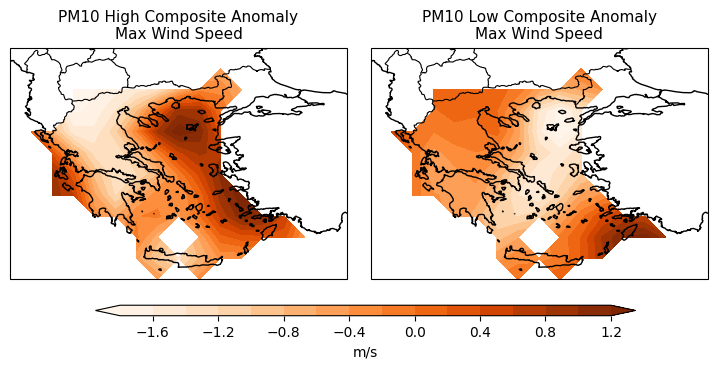 PM10 High Composite Anomaly
Max Wind Speed
PM10 Low Composite Anomaly
Max Wind Speed
−1.6 −1.2 −0.8 −0.4 0.0 0.4 0.8 1.2
m/s